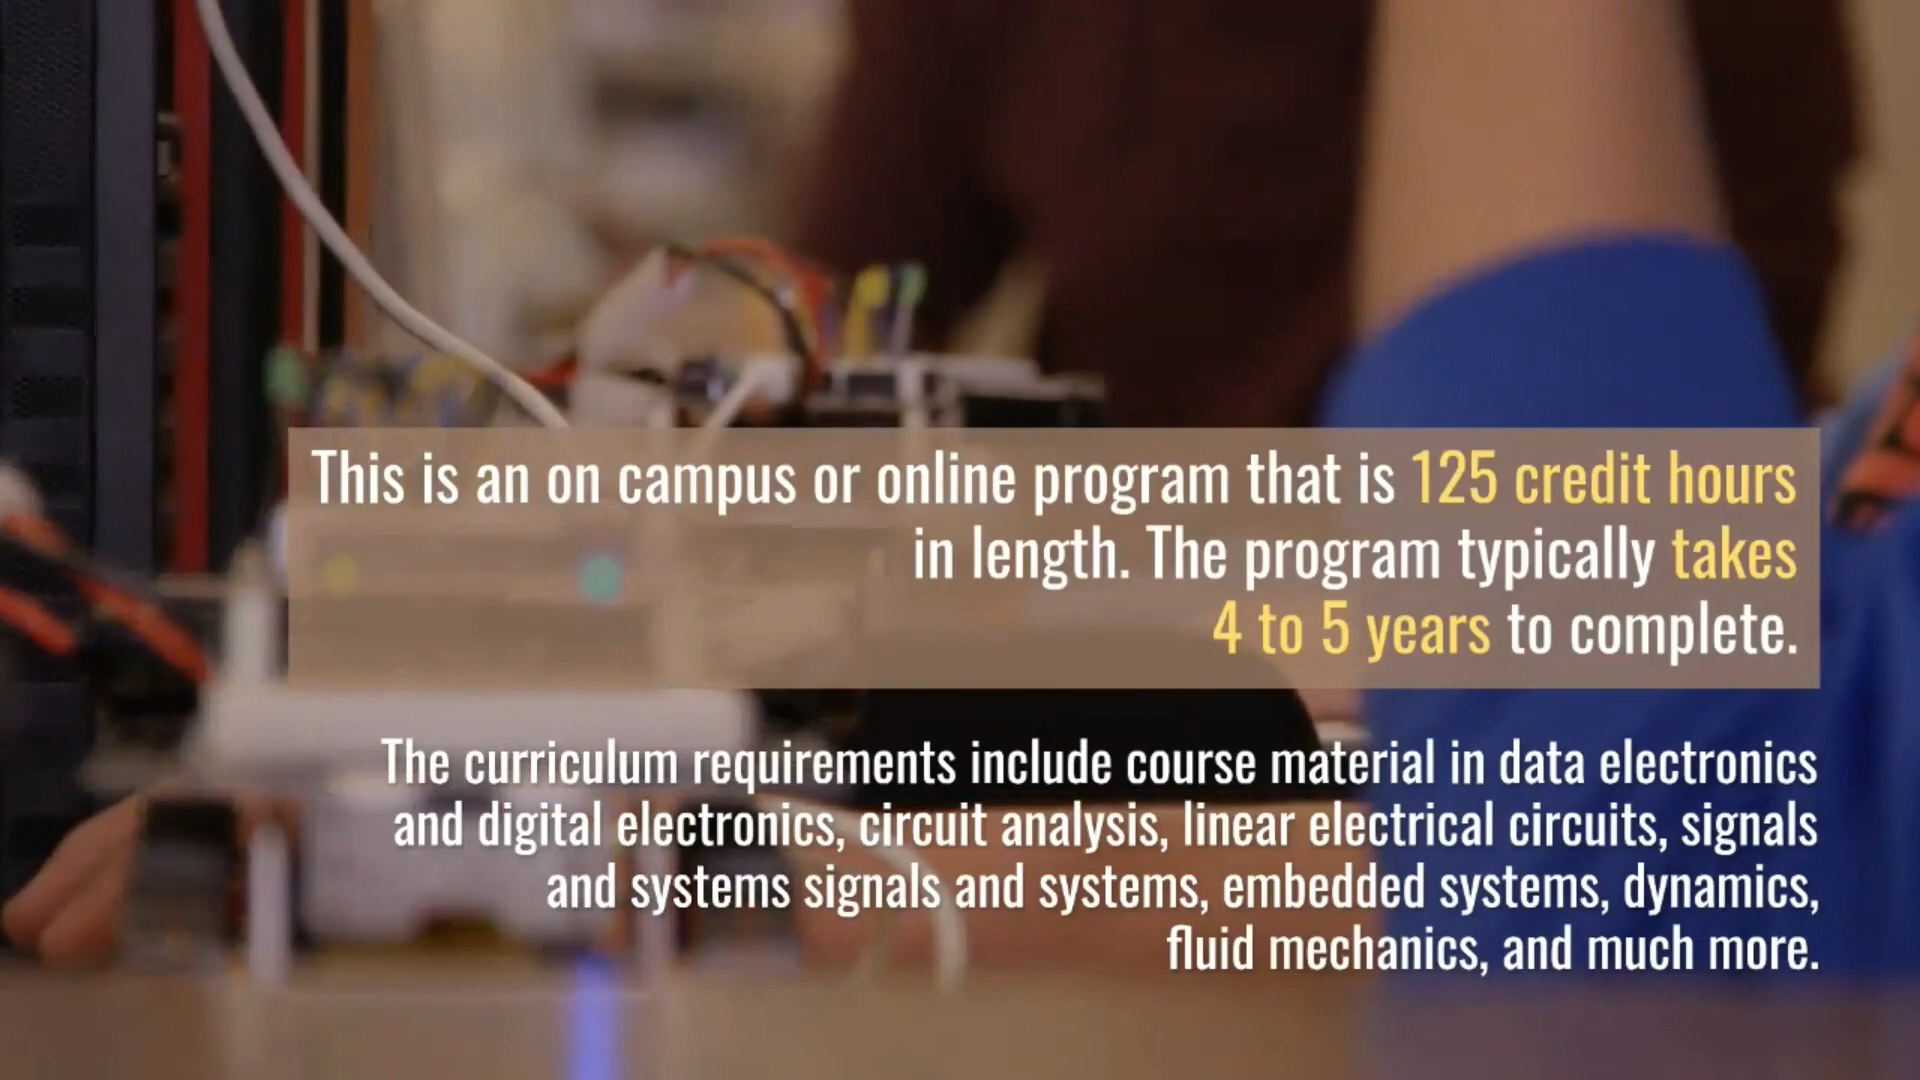 This is an on campus or online program that is 125 credit hours
in length. The program typically takes
4 to 5 years to complete.
The curriculum requirements include course material in data electronics
and digital electronics, circuit analysis, linear electrical circuits, signals
and systems signals and systems, embedded systems, dynamics,
fluid mechanics, and much more.